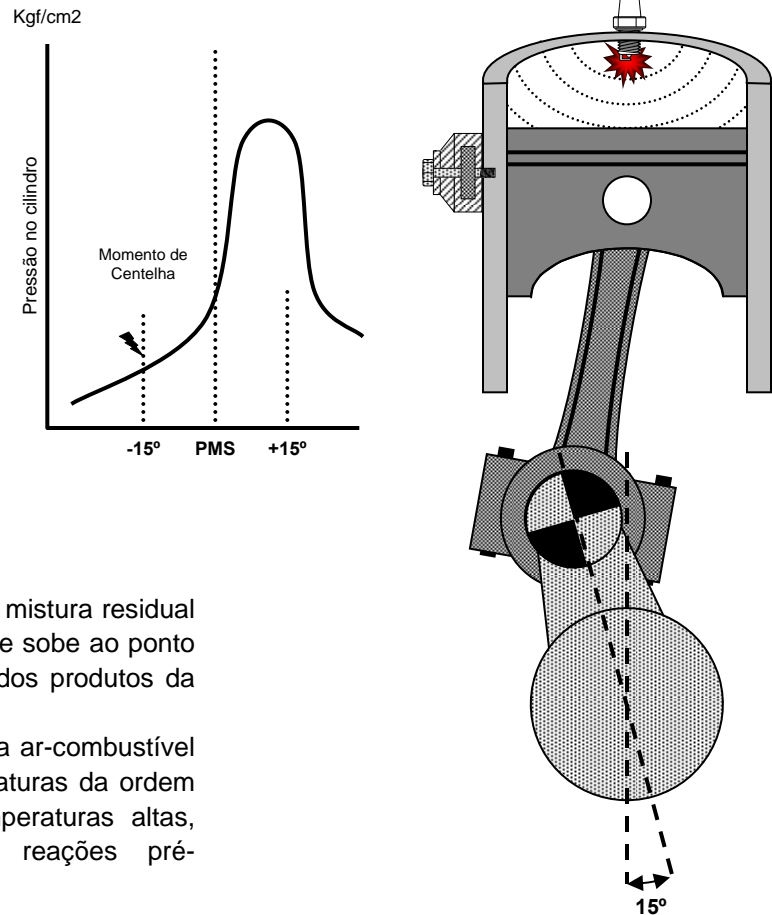 Kgf/cm2
Pressão no cilindro
Momento de
Centelha
-15º PMS +15º
mistura residual
e sobe ao ponto
dos produtos da
a ar-combustível
aturas da ordem
peraturas altas,
reações pré-
15º